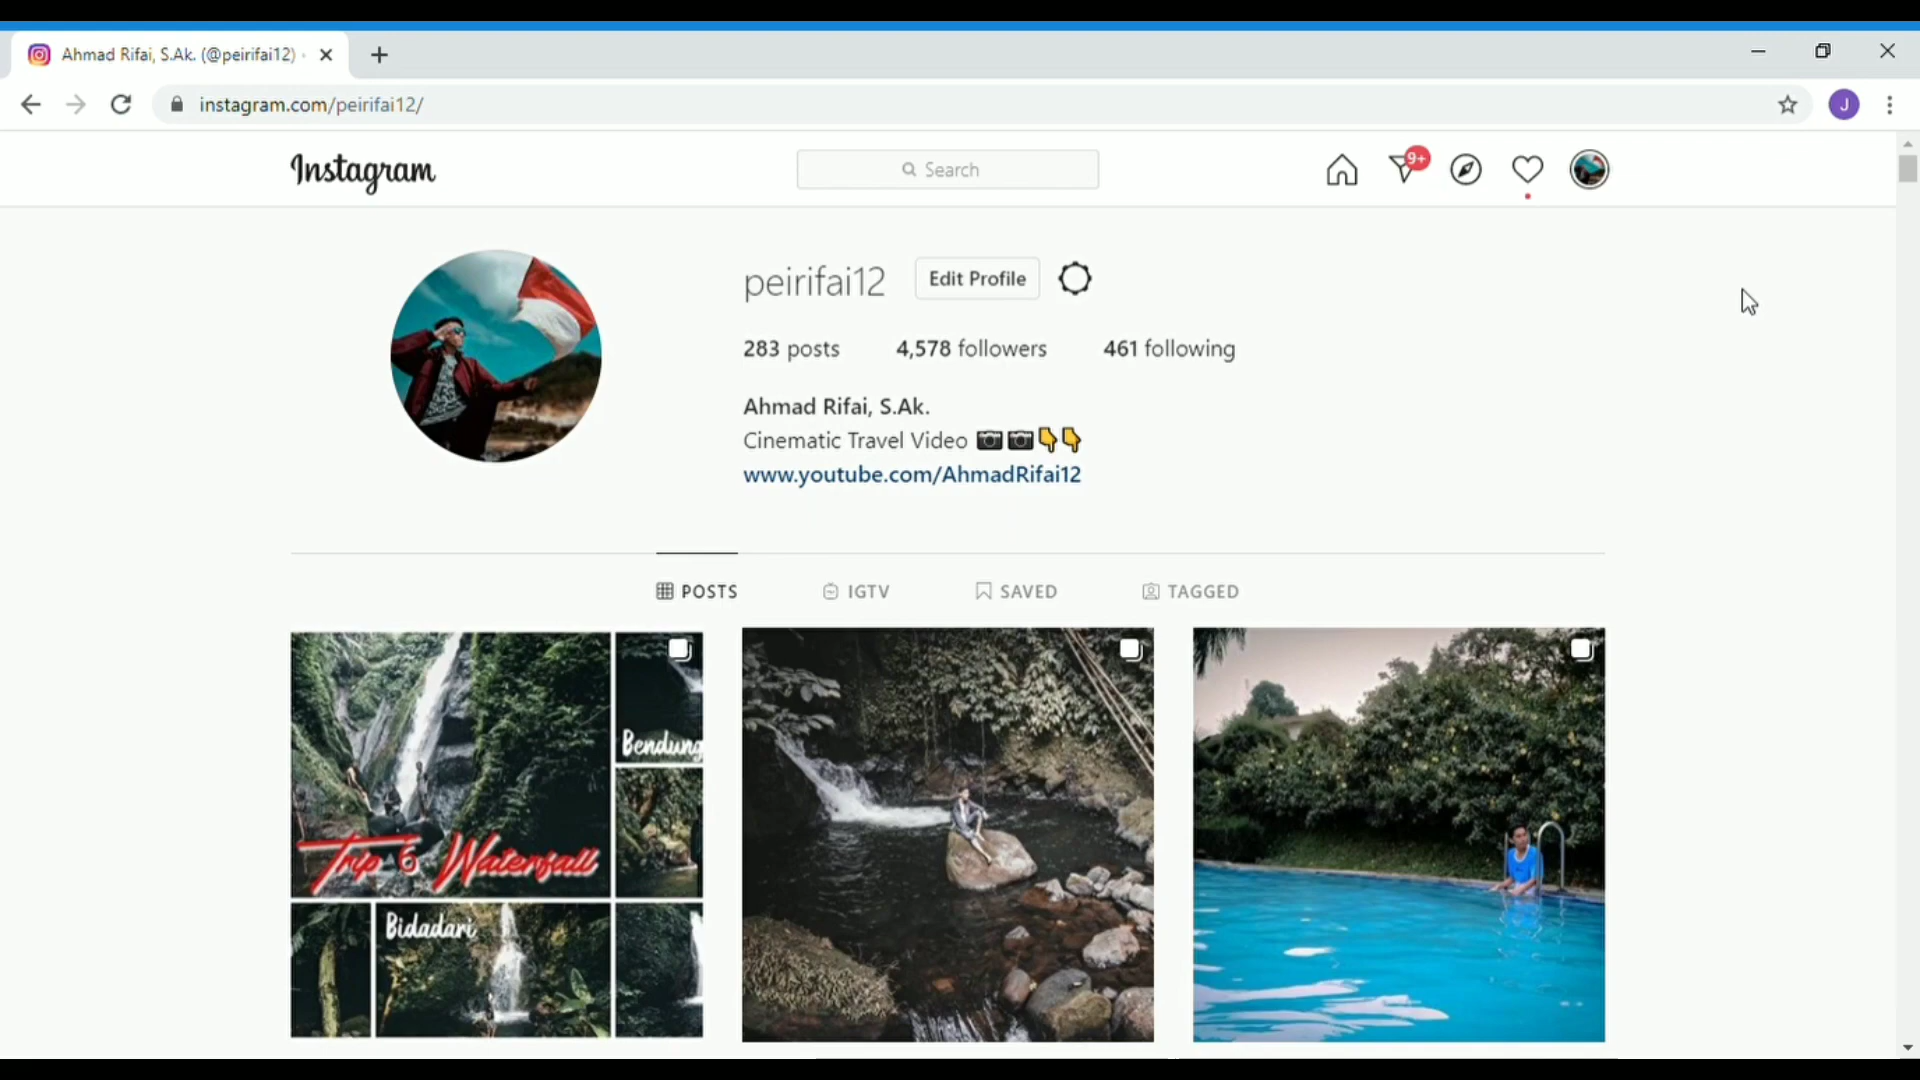 Ahmad Rifai, S.Ak. (@peirifai12)
instagram.com/peirifai12/
J
Instagram
Search
9+
peirifai12
Edit Profile
283 posts
4,578 followers
461 following
Ahmad Rifai, S.Ak.
Cinematic Travel Video 📷📷👇👇
www.youtube.com/AhmadRifai12
POSTS
IGTV
SAVED
TAGGED
Bendung
Trip 6 Waterfall
Bidadari